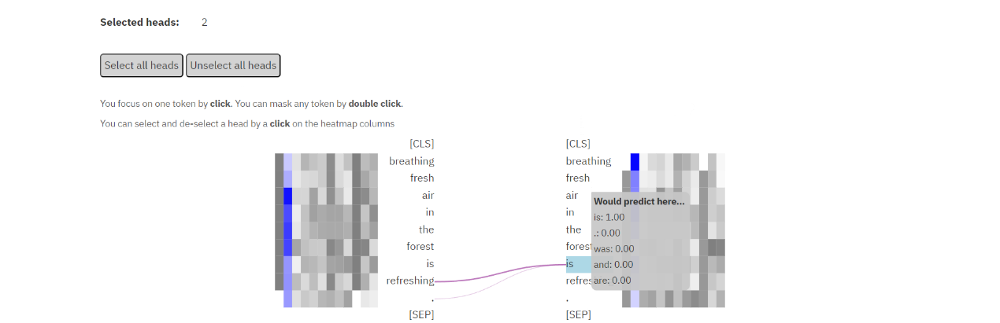 Selected heads: 2
Select all heads Unselect all heads
You focus on one token by click. You can mask any token by double click.
You can select and de-select a head by a click on the heatmap columns
[CLS] [CLS]
breathing breathing
fresh fresh
air air
Would predict here...
in in
is: 1.00
the the
.: 0.00
forest forest
was: 0.00
is is
and: 0.00
refreshing refres
are: 0.00
. .
[SEP] [SEP]